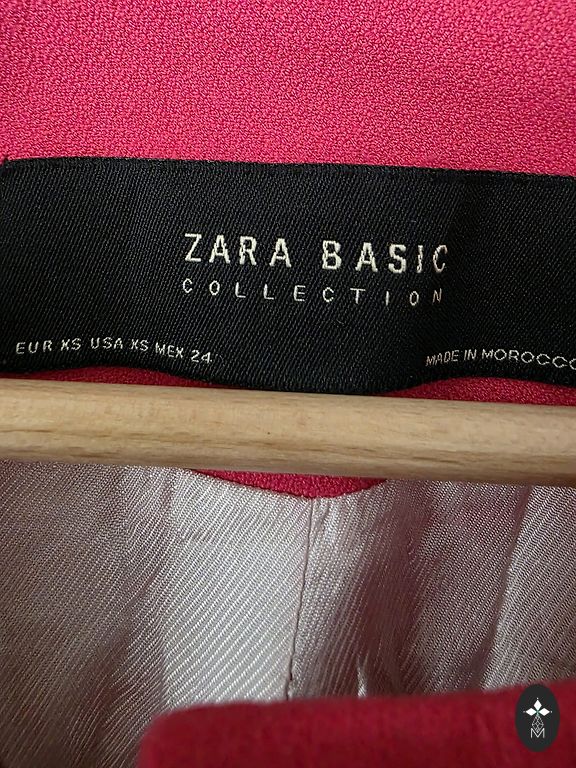 ZARA BASIC
COLLECTION
EUR XS USA XS MEX 24
MADE IN MOROCCO
M